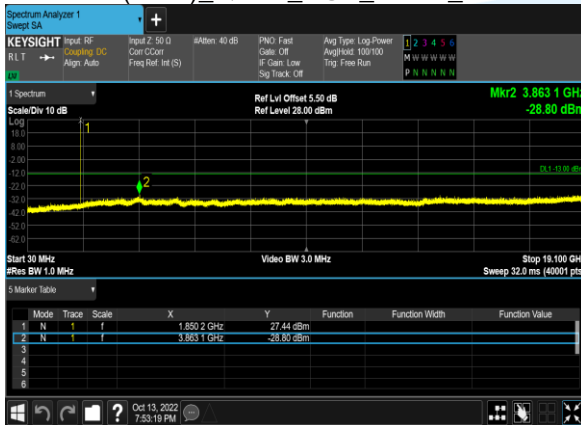 Spectrum Analyzer 1
Swept SA
KEYSIGHT
RLT
Input: RF
Coupling: DC
Align: Auto
Input Z: 50 Ω
Corr CCorr
Freq Ref: Int (S)
#Atten: 40 dB
PNO: Fast
Gate: Off
IF Gain: Low
Sig Track: Off
Avg Type: Log-Power
Avg|Hold: 100/100
Trig: Free Run
1 2 3 4 5 6
M W W W W W
P N N N N N
1 Spectrum
Scale/Div 10 dB
Ref Lvl Offset 5.50 dB
Ref Level 28.00 dBm
Mkr2 3.863 1 GHz
-28.80 dBm
Log
18.0
8.00
-2.00
-12.0
-22.0
-32.0
-42.0
-52.0
-62.0
1
2
DL1 -13.00 dB
Start 30 MHz
#Res BW 1.0 MHz
Video BW 3.0 MHz
Stop 19.100 GH
Sweep 32.0 ms (40001 pts
5 Marker Table
Mode Trace Scale X Y Function Function Width Function Value
1 N 1 f 1.850 2 GHz 27.44 dBm
2 N 1 f 3.863 1 GHz -28.80 dBm
3
4
5
6
?
Oct 13, 2022
7:53:19 PM